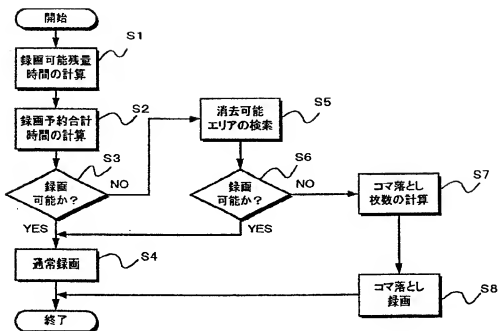 開始
S1
録画可能残量
時間の計算
S2
録画予約合計
時間の計算
S3
録画
可能か?
NO
YES
S4
通常録画
終了
S5
消去可能
エリアの検索
S6
録画
可能か?
NO
YES
S7
コマ落とし
枚数の計算
コマ落とし
録画
S8